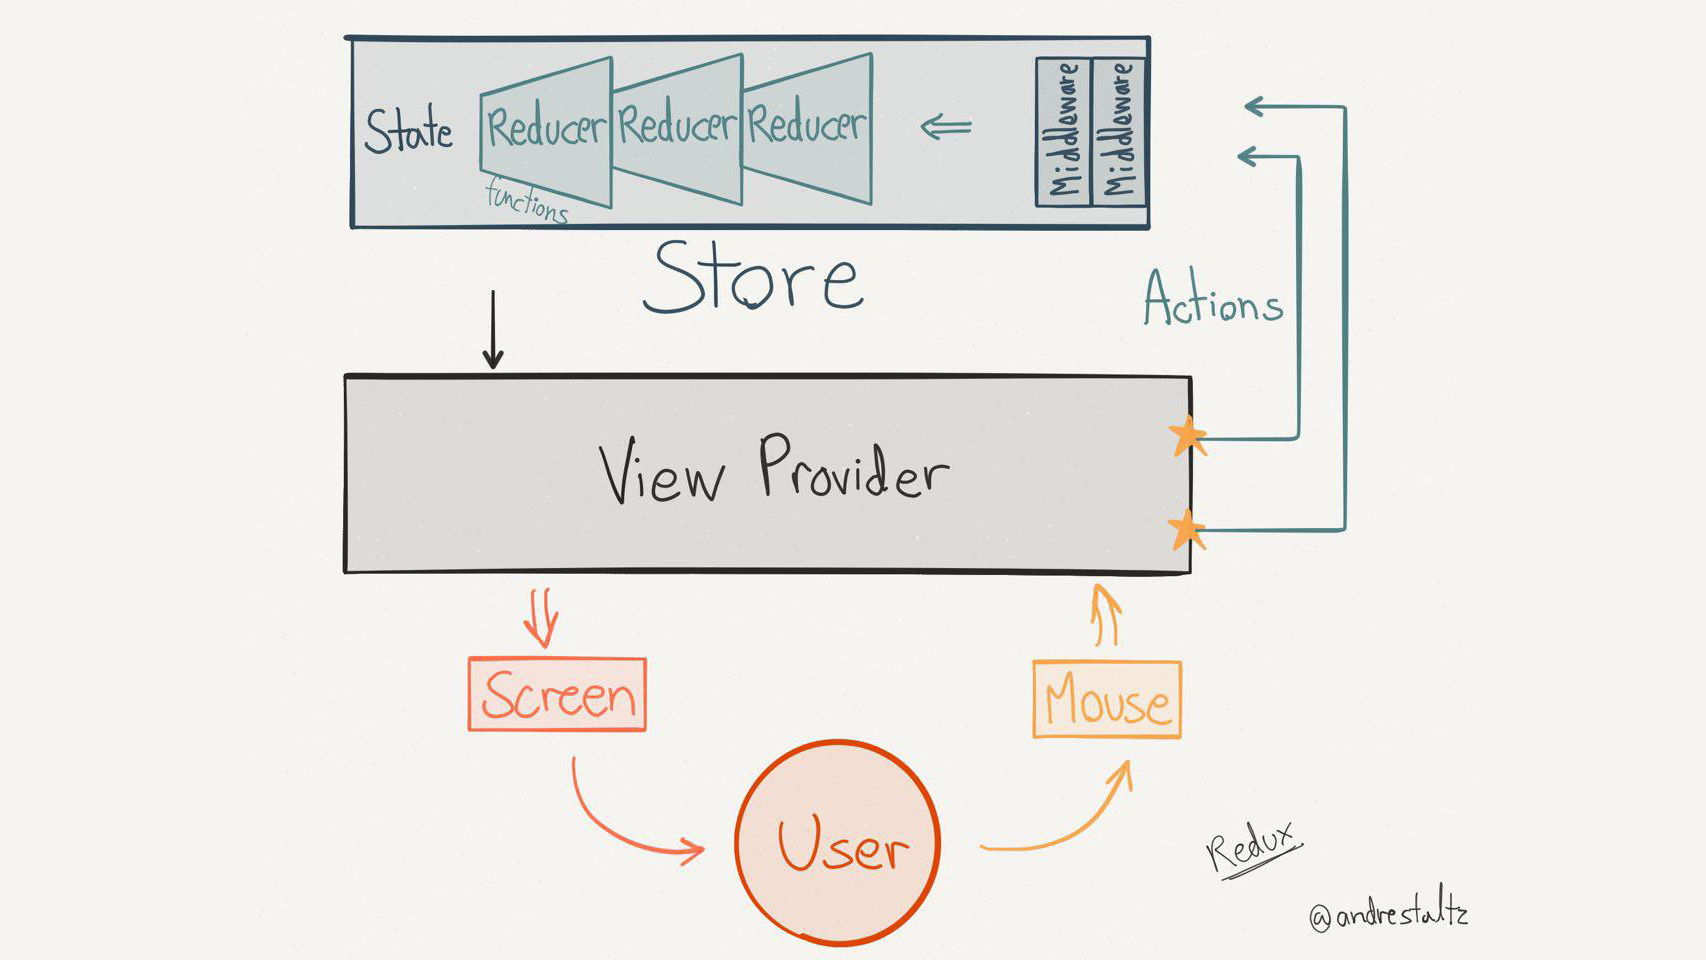 State
Reducer
Reducer
Reducer
functions
Middleware
Middleware
Store
Actions
View Provider
Screen
Mouse
User
Redux
@andrestaltz